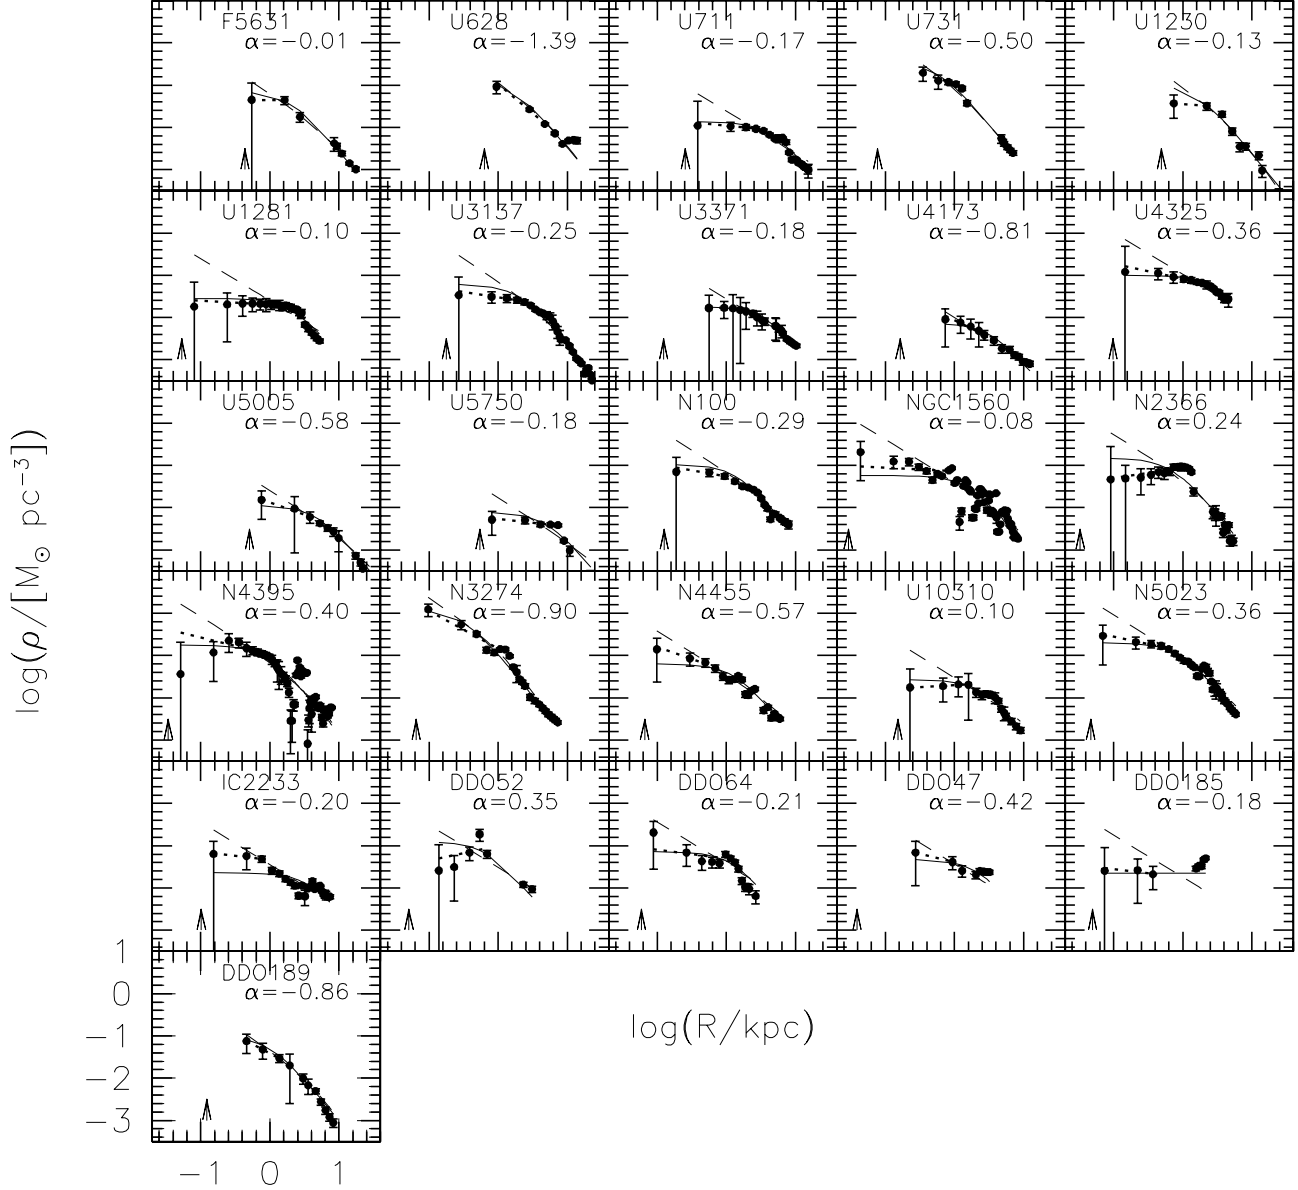 F5631
α=−0.01
U628
α=−1.39
U711
α=−0.17
U731
α=−0.50
U1230
α=−0.13
U1281
α=−0.10
U3137
α=−0.25
U3371
α=−0.18
U4173
α=−0.81
U4325
α=−0.36
U5005
α=−0.58
U5750
α=−0.18
N100
α=−0.29
NGC1560
α=−0.08
N2366
α=0.24
N4395
α=−0.40
N3274
α=−0.90
N4455
α=−0.57
U10310
α=0.10
N5023
α=−0.36
IC2233
α=−0.20
DDO52
α=0.35
DDO64
α=−0.21
DDO47
α=−0.42
DDO185
α=−0.18
DDO189
α=−0.86
log(ρ/[M⊙ pc⁻³])
log(R/kpc)
1
0
−1
−2
−3
−1 0 1